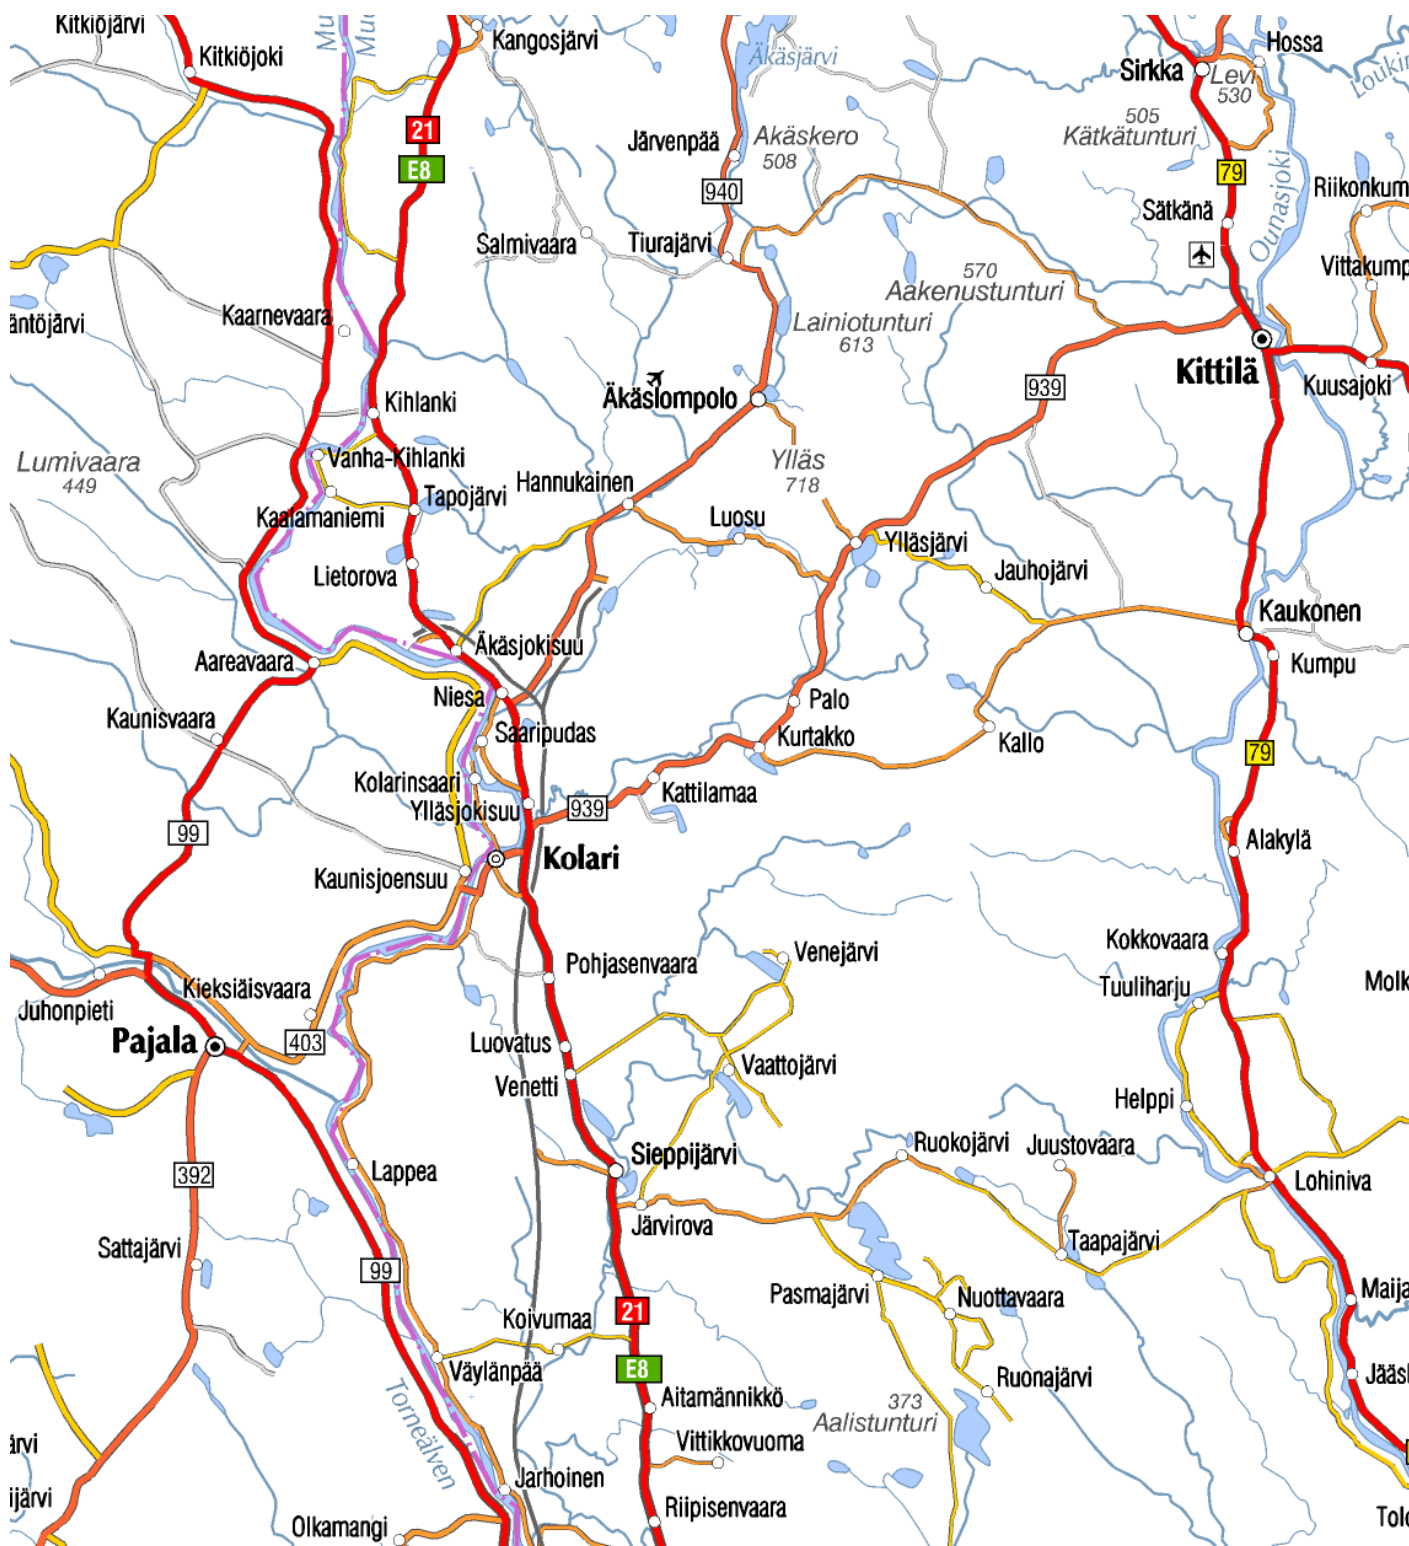 Kitkiöjärvi
Kitkiöjoki
Kangosjärvi
Äkäsjärvi
Hossa
Sirkka
Levi
530
505
Kätkätunturi
21
E8
Järvenpää
Akäskero
508
940
79
Ounasjoki
Sätkänä
Salmivaara
Tiurajärvi
570
Aakenustunturi
Lainiotunturi
613
Kaarnevaara
Kittilä
Kuusajoki
939
Äkäslompolo
Kihlanki
Lumivaara
449
Vanha-Kihlanki
Ylläs
718
Hannukainen
Tapojärvi
Kaalamaniemi
Luosu
Ylläsjärvi
Lietorova
Jauhojärvi
Kaukonen
Äkäsjokisuu
Aareavaara
Kumpu
Niesa
Palo
Kaunisvaara
Saaripudas
Kurtakko
Kallo
79
Kolarinsaari
Kattilamaa
Ylläsjokisuu
939
99
Kolari
Alakylä
Kaunisjoensuu
Kokkovaara
Venejärvi
Pohjasenvaara
Tuuliharju
Kieksiäisvaara
Juhonpieti
Pajala
403
Luovatus
Venetti
Vaattojärvi
Helppi
Ruokojärvi
Juustovaara
Sieppijärvi
Lappea
392
Lohiniva
Järvirova
Sattajärvi
Taapajärvi
99
Pasmajärvi
Nuottavaara
21
Koivumaa
E8
Väylänpää
Ruonajärvi
Aitamännikkö
373
Aalistunturi
Torneälven
Vittikkovuoma
Jarhoinen
Riipisenvaara
Olkamangi